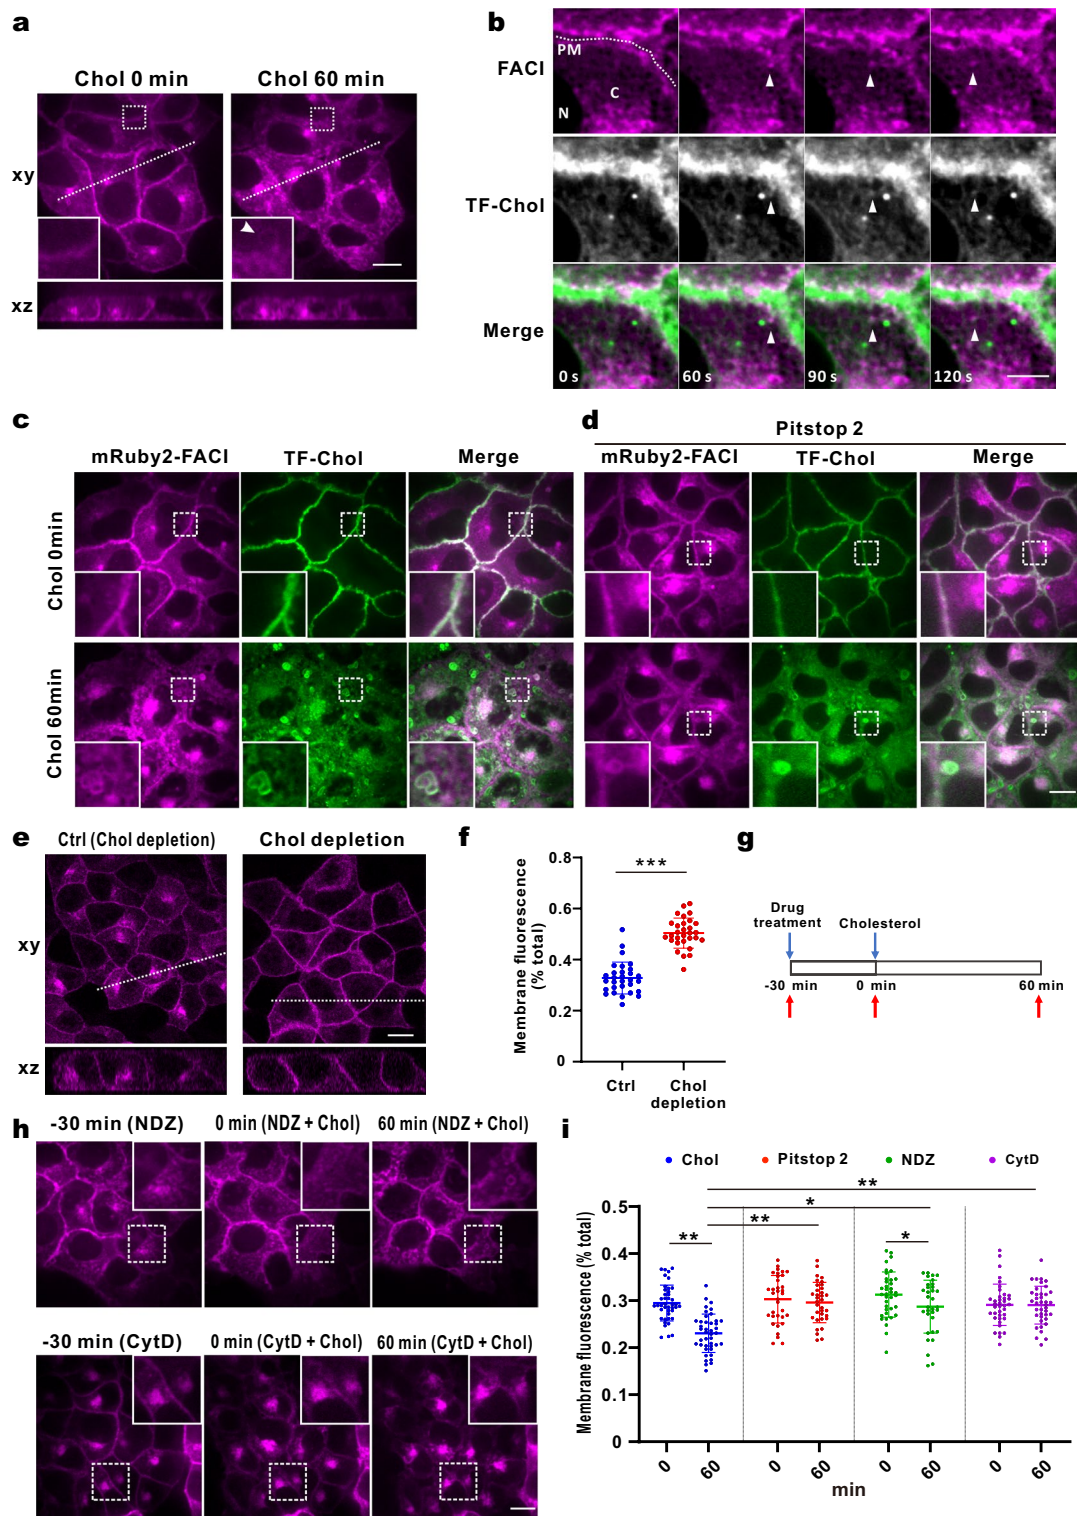 a
Chol 0 min
Chol 60 min
xy
xz
b
FACI
PM
C
N
TF-Chol
Merge
0 s
60 s
90 s
120 s
c
mRuby2-FACI
TF-Chol
Merge
Chol 0min
Chol 60min
d
Pitstop 2
mRuby2-FACI
TF-Chol
Merge
e
Ctrl (Chol depletion)
Chol depletion
xy
xz
f
Membrane fluorescence
(% total)
0.8
0.6
0.4
0.2
0
***
Ctrl
Chol
depletion
g
Drug
treatment
Cholesterol
-30 min
0 min
60 min
h
-30 min (NDZ)
0 min (NDZ + Chol)
60 min (NDZ + Chol)
-30 min (CytD)
0 min (CytD + Chol)
60 min (CytD + Chol)
i
Chol
Pitstop 2
NDZ
CytD
**
*
**
**
*
Membrane fluorescence (% total)
0.5
0.4
0.3
0.2
0.1
0
0
60
0
60
0
60
0
60
min